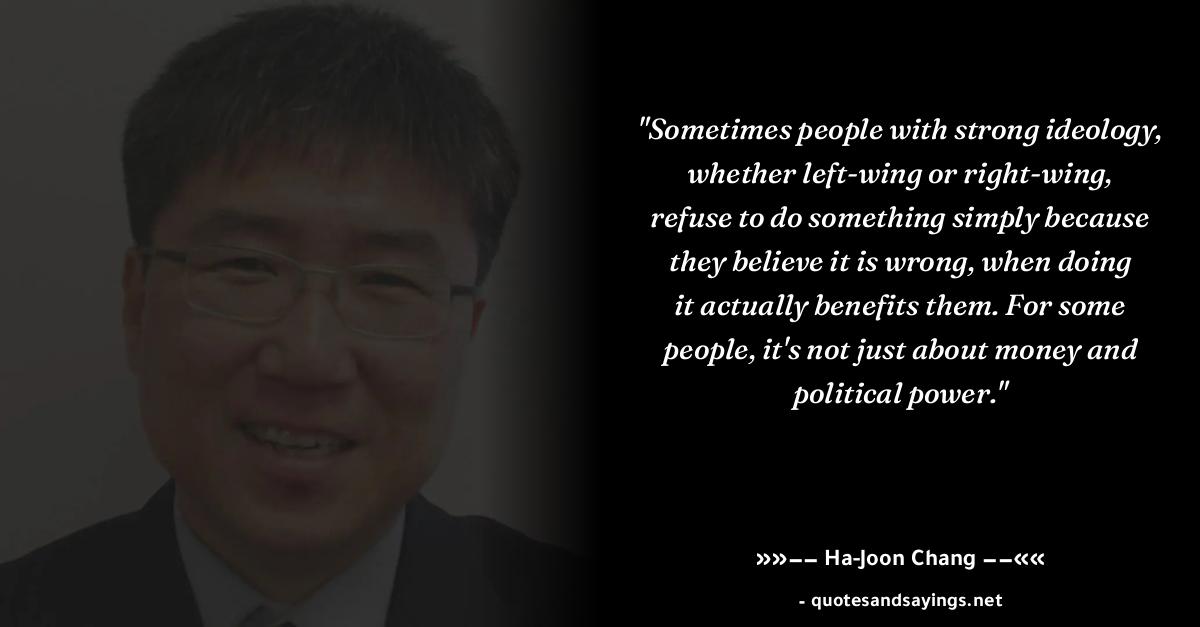 "Sometimes people with strong ideology,
whether left-wing or right-wing,
refuse to do something simply because
they believe it is wrong, when doing
it actually benefits them. For some
people, it's not just about money and
political power."
»»−− Ha-Joon Chang −−««
- quotesandsayings.net